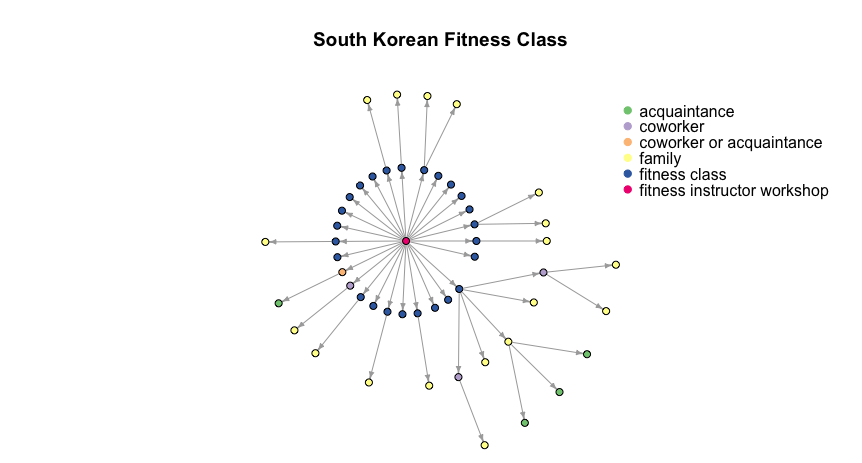 South Korean Fitness Class
acquaintance
coworker
coworker or acquaintance
family
fitness class
fitness instructor workshop